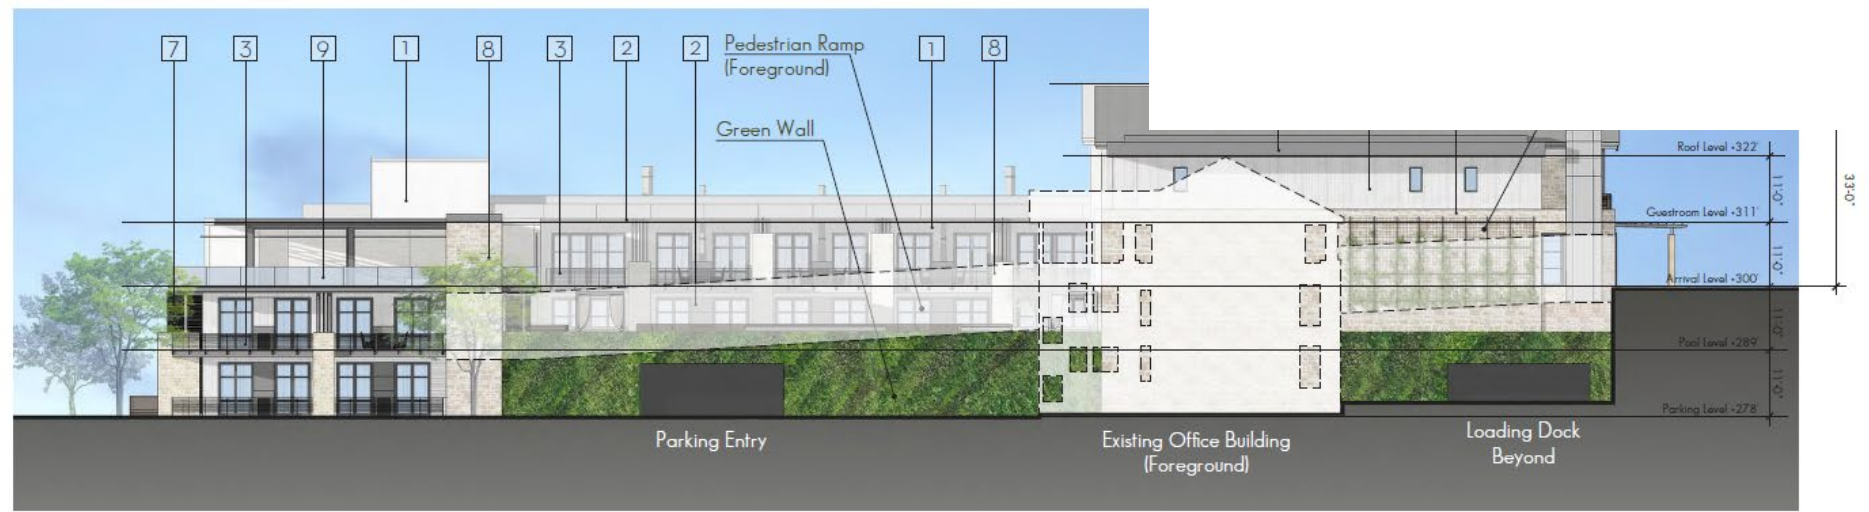 7 3 9 1 8 3 2 2 1 8
Pedestrian Ramp
(Foreground)
Green Wall
Roof Level +322'
11'-0"
33'-0"
Guestroom Level +311'
11'-0"
Arrival Level +300'
11'-0"
Pool Level +289'
11'-0"
Parking Level +278'
Parking Entry
Existing Office Building
(Foreground)
Loading Dock
Beyond